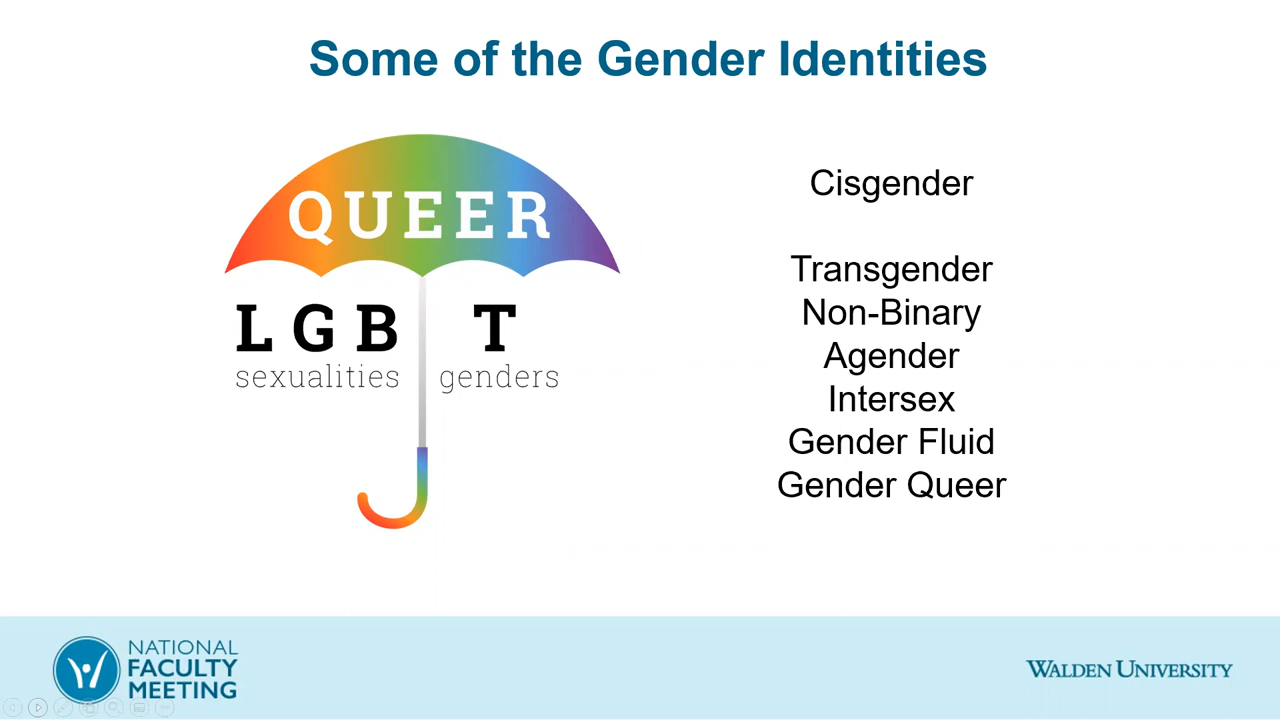 Some of the Gender Identities
QUEER
L G B T
sexualities genders
Cisgender
Transgender
Non-Binary
Agender
Intersex
Gender Fluid
Gender Queer
NATIONAL
FACULTY
MEETING
WALDEN UNIVERSITY